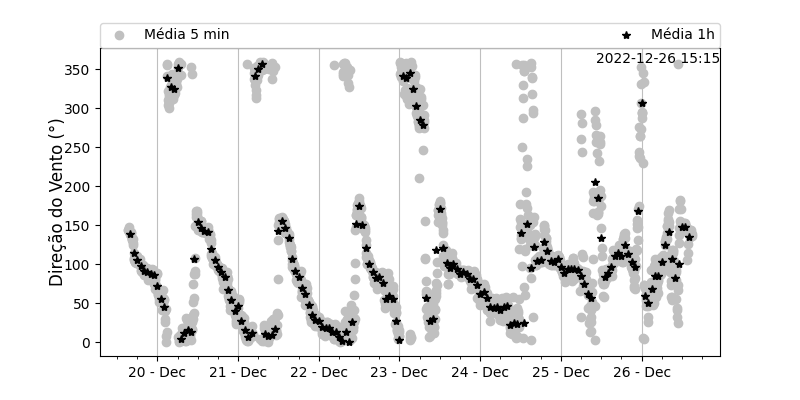 Média 5 min
Média 1h
2022-12-26 15:15
Direção do Vento (°)
350
300
250
200
150
100
50
0
20 - Dec
21 - Dec
22 - Dec
23 - Dec
24 - Dec
25 - Dec
26 - Dec